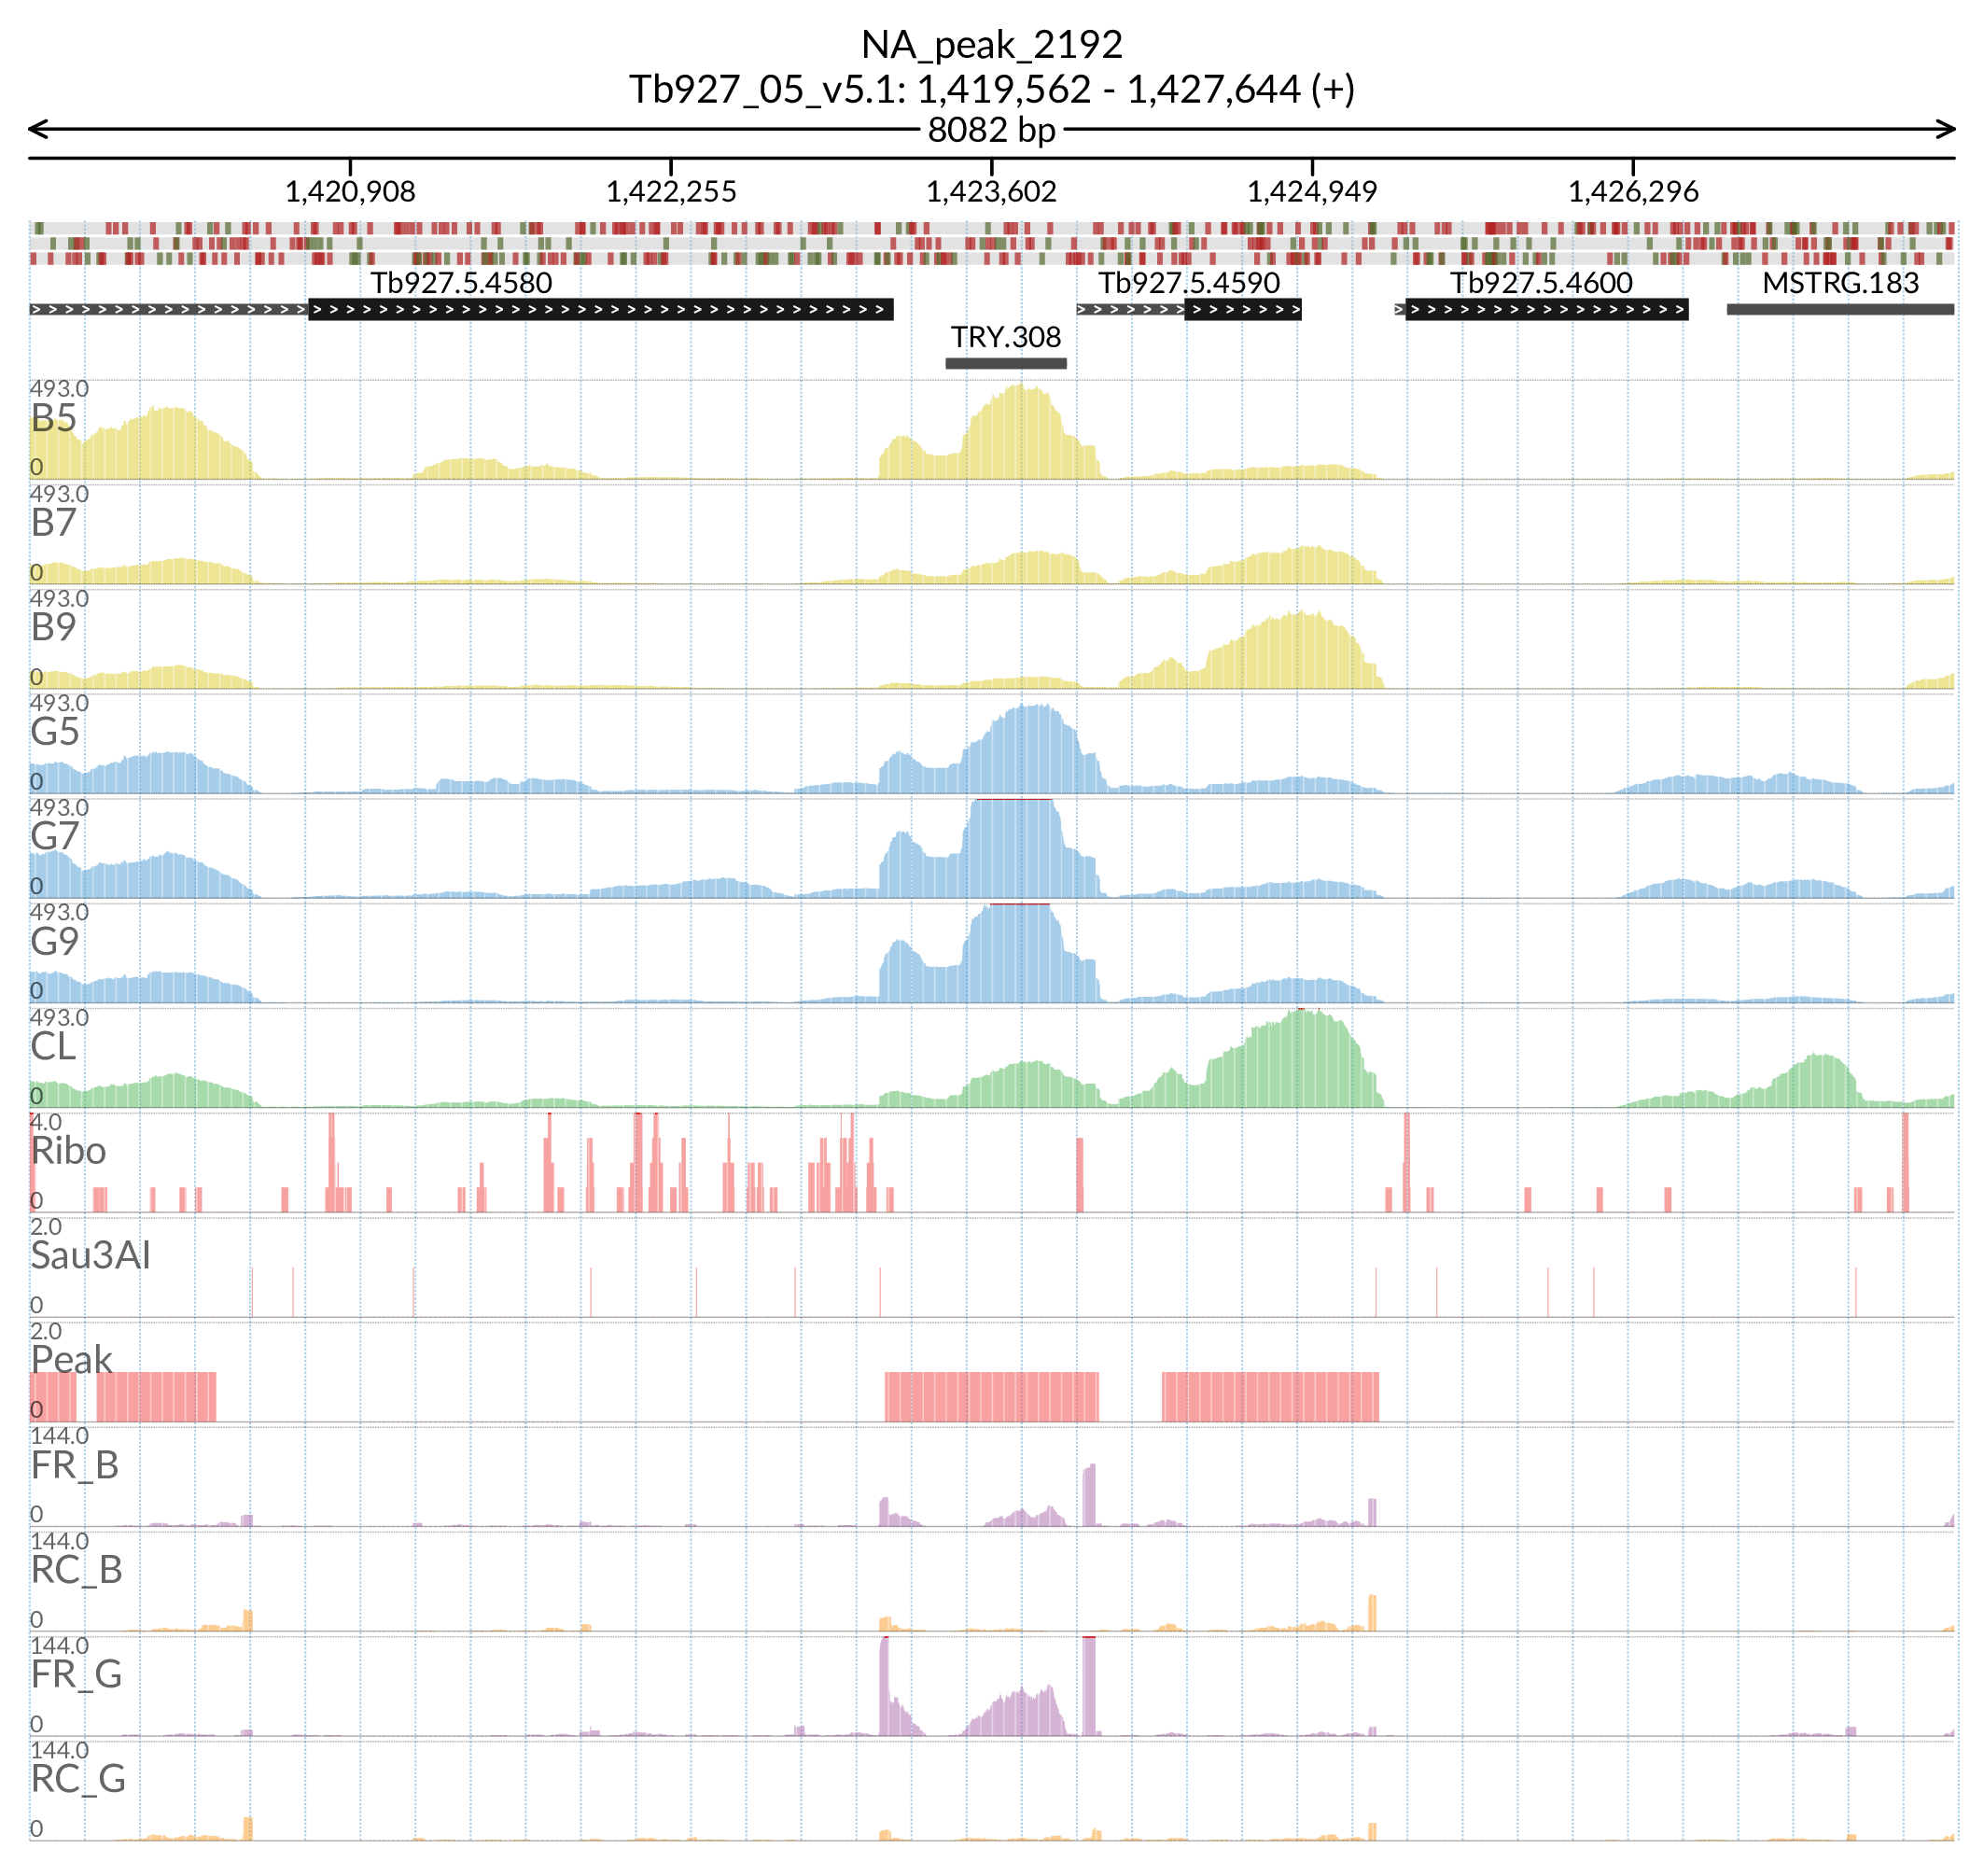 NA_peak_2192
Tb927_05_v5.1: 1,419,562 - 1,427,644 (+)
8082 bp
1,420,908 1,422,255 1,423,602 1,424,949 1,426,296
Tb927.5.4580 Tb927.5.4590 Tb927.5.4600 MSTRG.183
TRY.308
493.0
B5
0
493.0
B7
0
493.0
B9
0
493.0
G5
0
493.0
G7
0
493.0
G9
0
493.0
CL
0
4.0
Ribo
0
2.0
Sau3AI
0
2.0
Peak
0
144.0
FR_B
0
144.0
RC_B
0
144.0
FR_G
0
144.0
RC_G
0